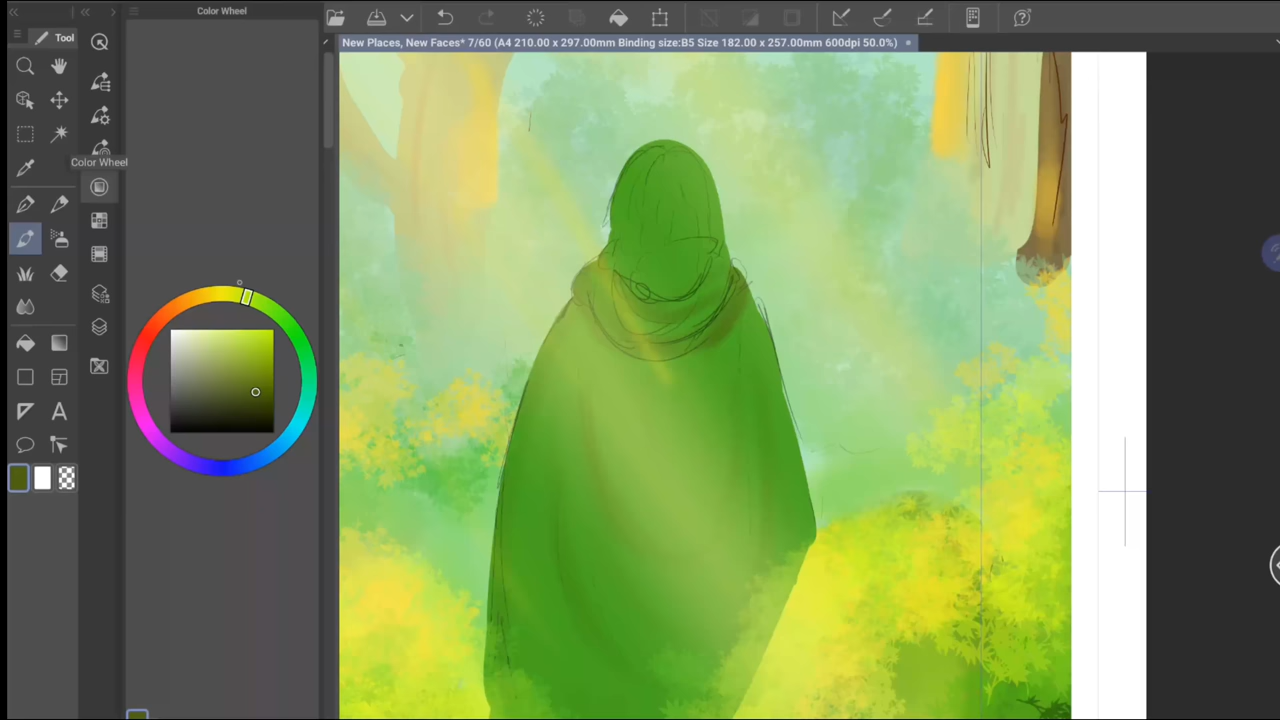 Color Wheel
Tool
New Places, New Faces* 7/60 (A4 210.00 x 297.00mm Binding size:B5 Size 182.00 x 257.00mm 600dpi 50.0%)
Color Wheel